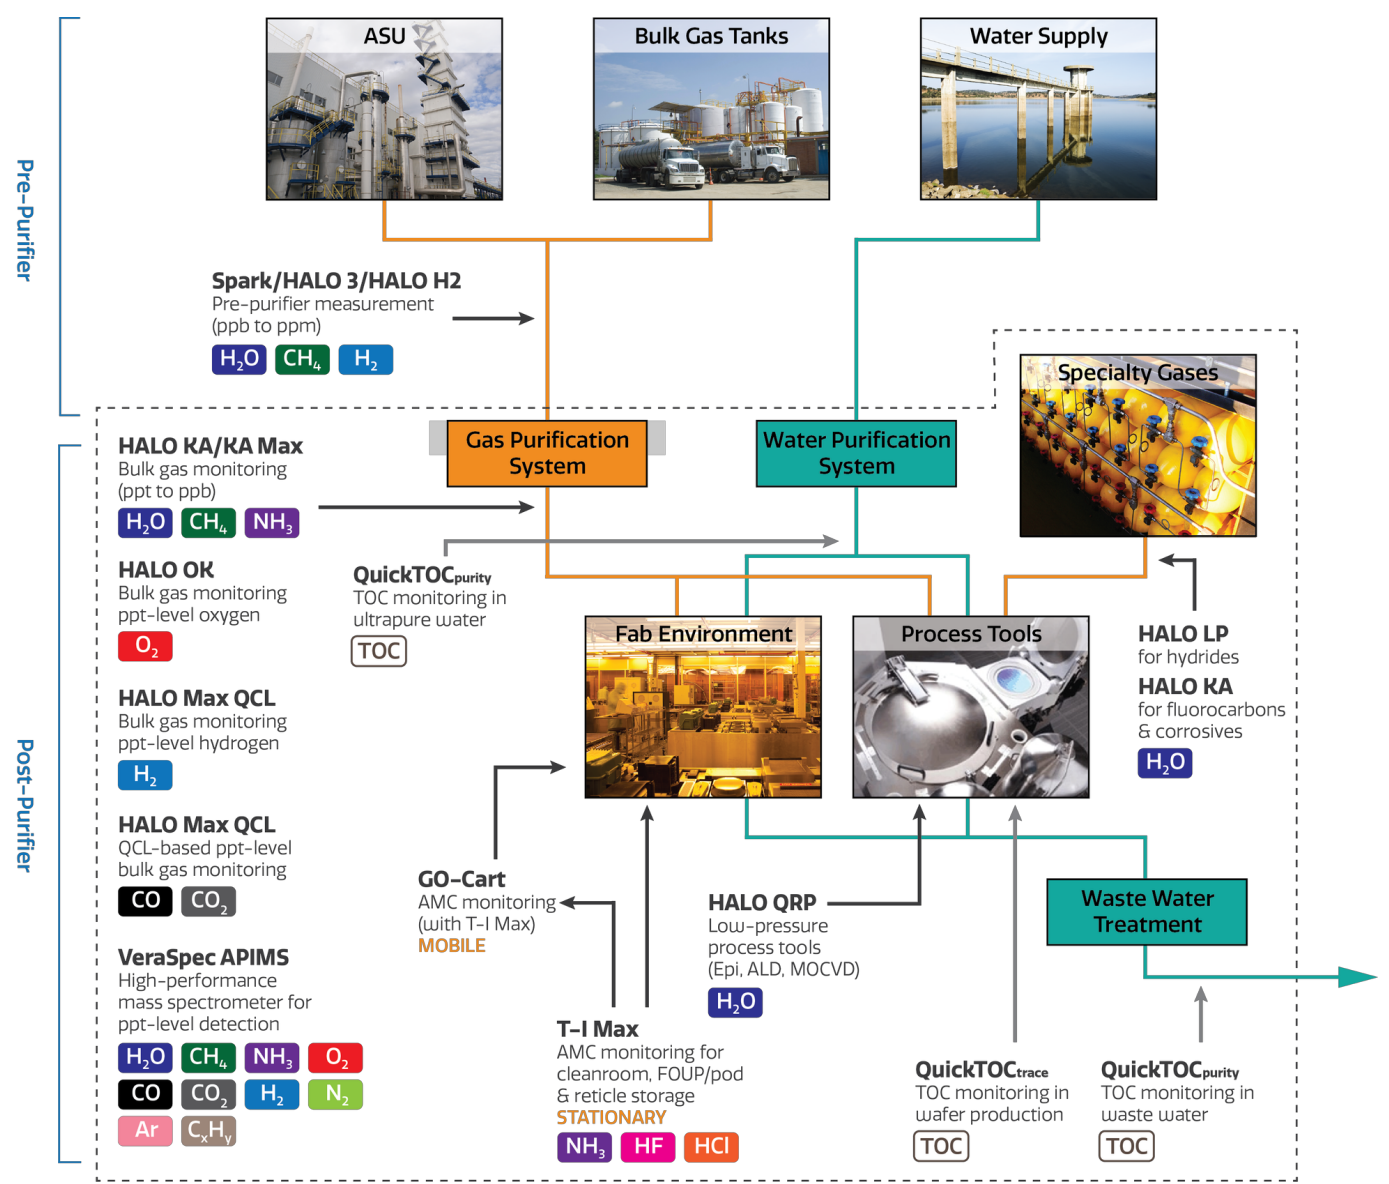 ASU
Bulk Gas Tanks
Water Supply
Pre-Purifier
Spark/HALO 3/HALO H2
Pre-purifier measurement
(ppb to ppm)
H₂O CH₄ H₂
Specialty Gases
Gas Purification
System
Water Purification
System
Post-Purifier
HALO KA/KA Max
Bulk gas monitoring
(ppt to ppb)
H₂O CH₄ NH₃
HALO OK
Bulk gas monitoring
ppt-level oxygen
O₂
QuickTOCpurity
TOC monitoring in
ultrapure water
TOC
Fab Environment
Process Tools
HALO LP
for hydrides
HALO KA
for fluorocarbons
& corrosives
H₂O
HALO Max QCL
Bulk gas monitoring
ppt-level hydrogen
H₂
HALO Max QCL
QCL-based ppt-level
bulk gas monitoring
CO CO₂
GO-Cart
AMC monitoring
(with T-I Max)
MOBILE
HALO QRP
Low-pressure
process tools
(Epi, ALD, MOCVD)
H₂O
Waste Water
Treatment
VeraSpec APIMS
High-performance
mass spectrometer for
ppt-level detection
H₂O CH₄ NH₃ O₂
CO CO₂ H₂ N₂
Ar CₓHᵧ
T-I Max
AMC monitoring for
cleanroom, FOUP/pod
& reticle storage
STATIONARY
NH₃ HF HCl
QuickTOCtrace
TOC monitoring in
wafer production
TOC
QuickTOCpurity
TOC monitoring in
waste water
TOC